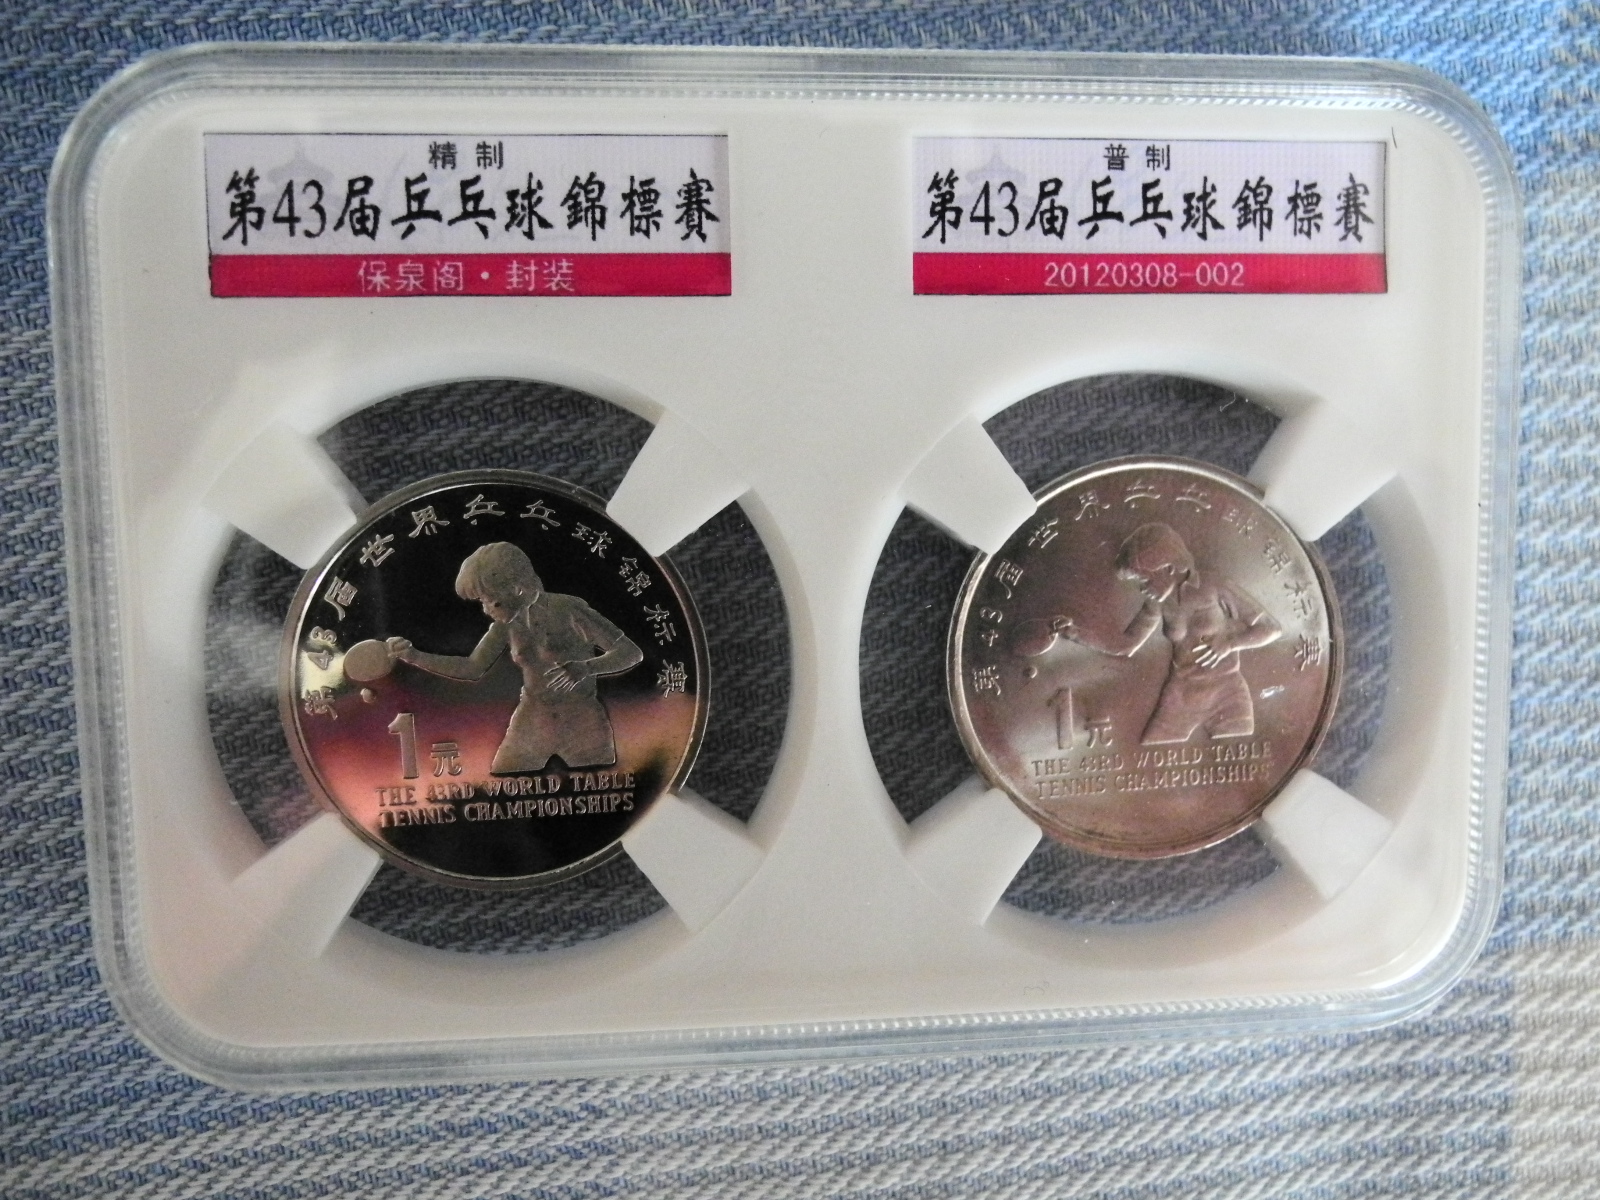 精制
第43届乒乓球錦標賽
保泉阁·封装
普制
第43届乒乓球錦標賽
20120308-002
第43届世界乒乓球锦标赛
1元
THE 43RD WORLD TABLE
TENNIS CHAMPIONSHIPS
第43届世界乒乓球锦标赛
1元
THE 43RD WORLD TABLE
TENNIS CHAMPIONSHIPS